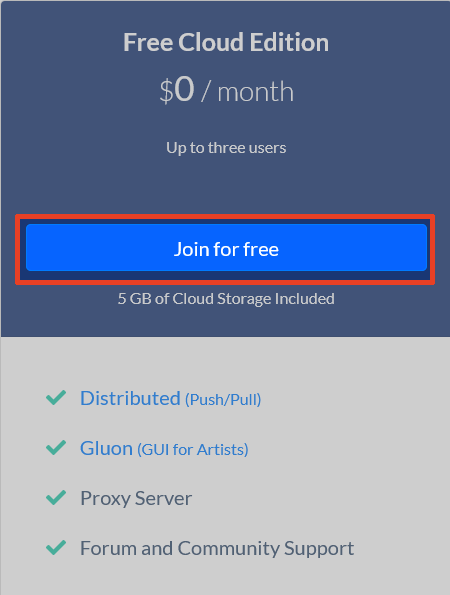 Free Cloud Edition
$0 / month
Up to three users
Join for free
5 GB of Cloud Storage Included
Distributed (Push/Pull)
Gluon (GUI for Artists)
Proxy Server
Forum and Community Support